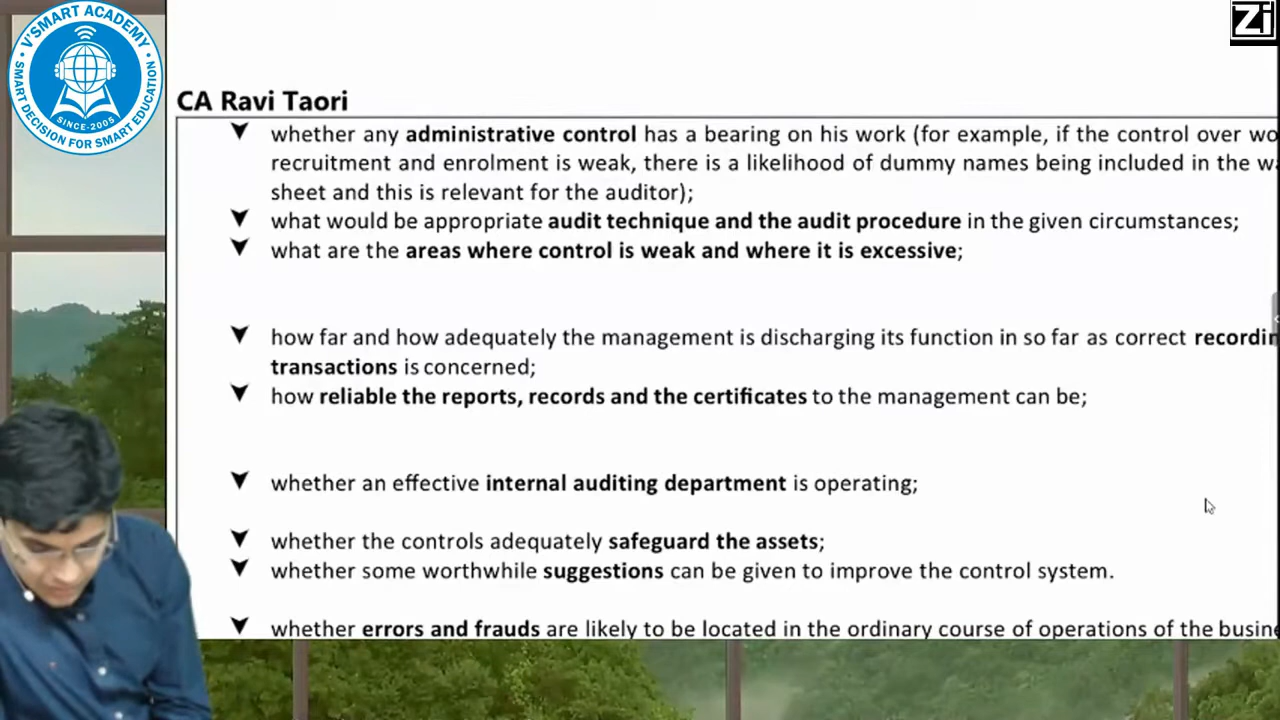 V'SMART ACADEMY
SINCE-2005
SMART DECISION FOR SMART EDUCATION
Zi
CA Ravi Taori
whether any administrative control has a bearing on his work (for example, if the control over
recruitment and enrolment is weak, there is a likelihood of dummy names being included in the
sheet and this is relevant for the auditor);
what would be appropriate audit technique and the audit procedure in the given circumstances;
what are the areas where control is weak and where it is excessive;
how far and how adequately the management is discharging its function in so far as correct
transactions is concerned;
how reliable the reports, records and the certificates to the management can be;
whether an effective internal auditing department is operating;
whether the controls adequately safeguard the assets;
whether some worthwhile suggestions can be given to improve the control system.
whether errors and frauds are likely to be located in the ordinary course of operations of the